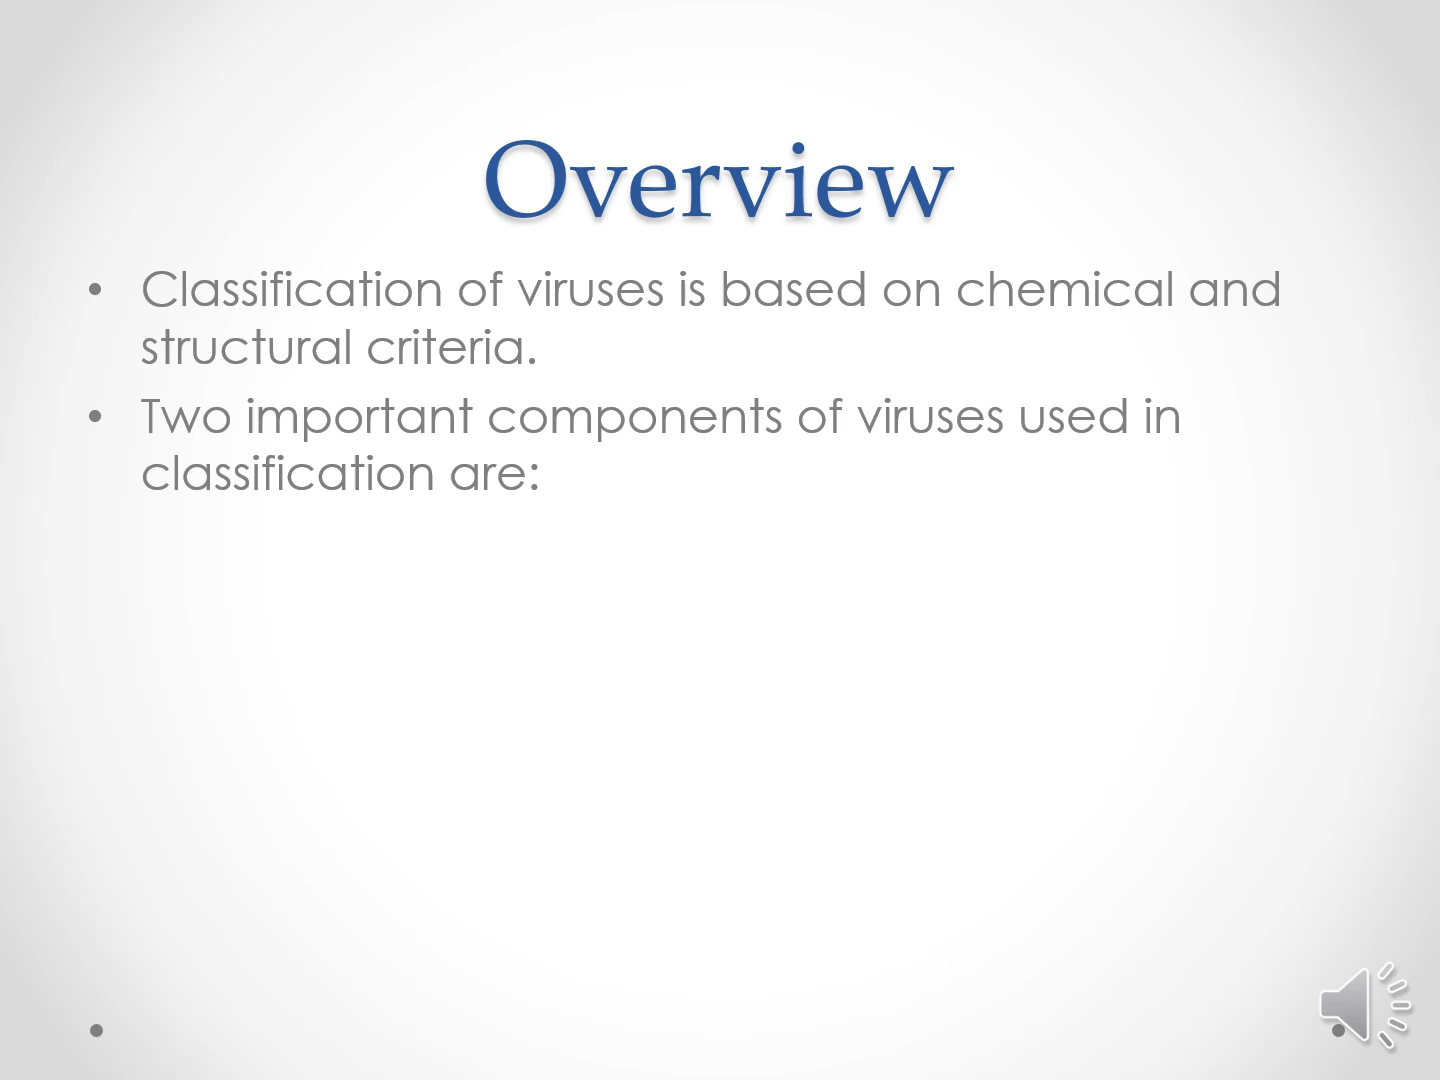 Overview
• Classification of viruses is based on chemical and
structural criteria.
• Two important components of viruses used in
classification are: